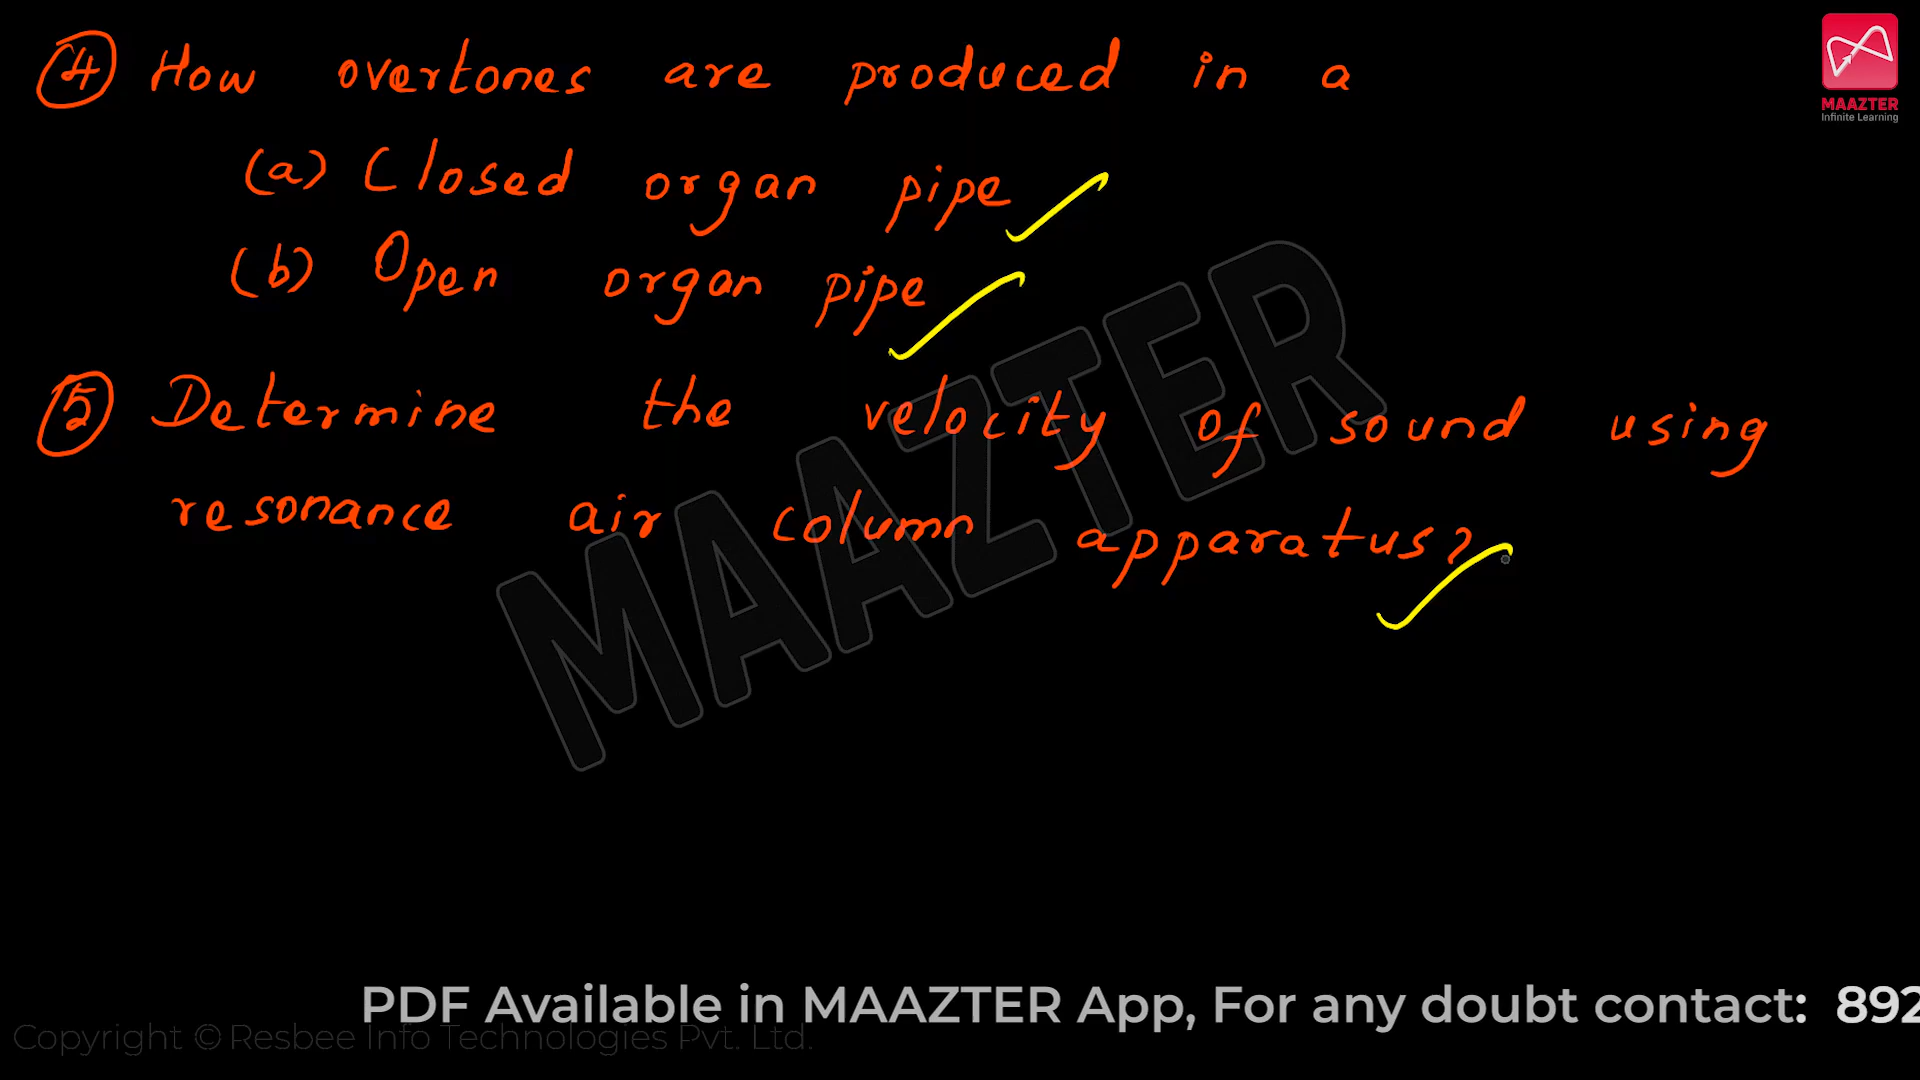 ④ How overtones are produced in a
(a) Closed organ pipe
(b) Open organ pipe
⑤ Determine the velocity of sound using
resonance air column apparatus?
MAAZTER
MAAZTER
Infinite Learning
PDF Available in MAAZTER App, For any doubt contact: 892
Copyright © Resbee Info Technologies Pvt. Ltd.